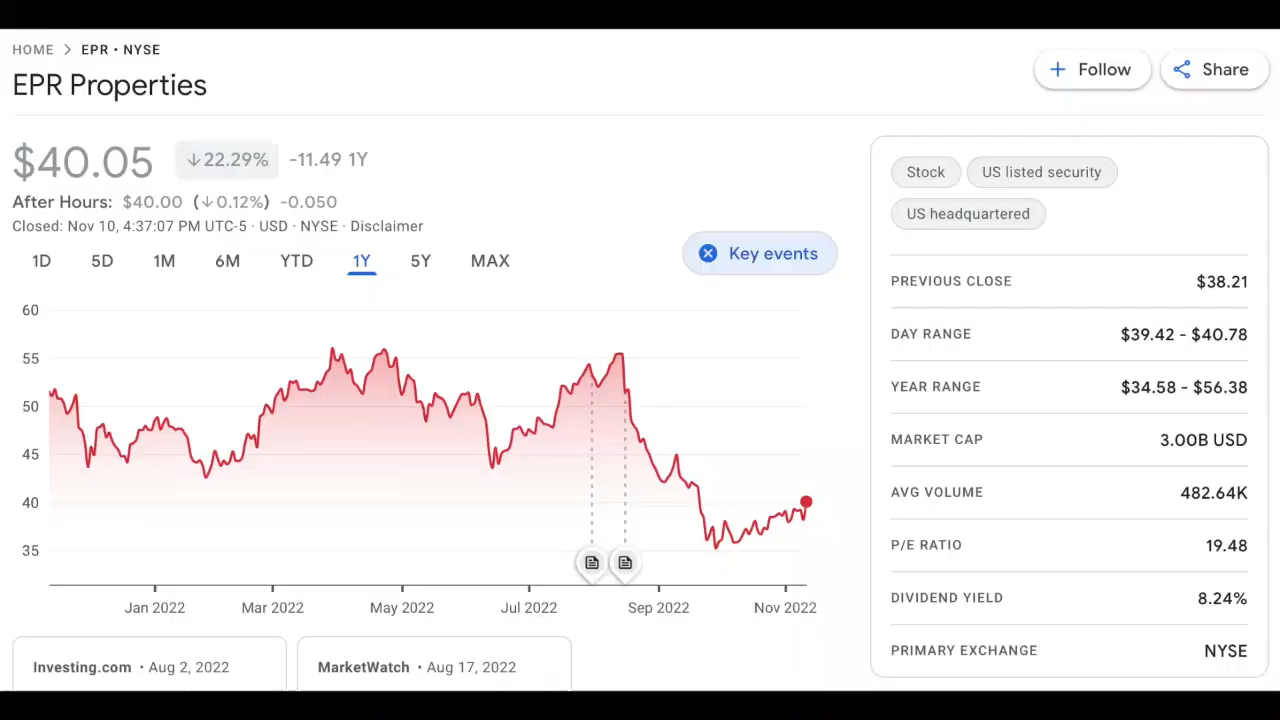 HOME > EPR • NYSE
EPR Properties
+ Follow
Share
$40.05 ↓22.29% -11.49 1Y
After Hours: $40.00 (↓0.12%) -0.050
Closed: Nov 10, 4:37:07 PM UTC-5 · USD · NYSE · Disclaimer
1D 5D 1M 6M YTD 1Y 5Y MAX
Key events
60
55
50
45
40
35
Jan 2022 Mar 2022 May 2022 Jul 2022 Sep 2022 Nov 2022
Investing.com • Aug 2, 2022
MarketWatch • Aug 17, 2022
Stock US listed security
US headquartered
PREVIOUS CLOSE $38.21
DAY RANGE $39.42 - $40.78
YEAR RANGE $34.58 - $56.38
MARKET CAP 3.00B USD
AVG VOLUME 482.64K
P/E RATIO 19.48
DIVIDEND YIELD 8.24%
PRIMARY EXCHANGE NYSE